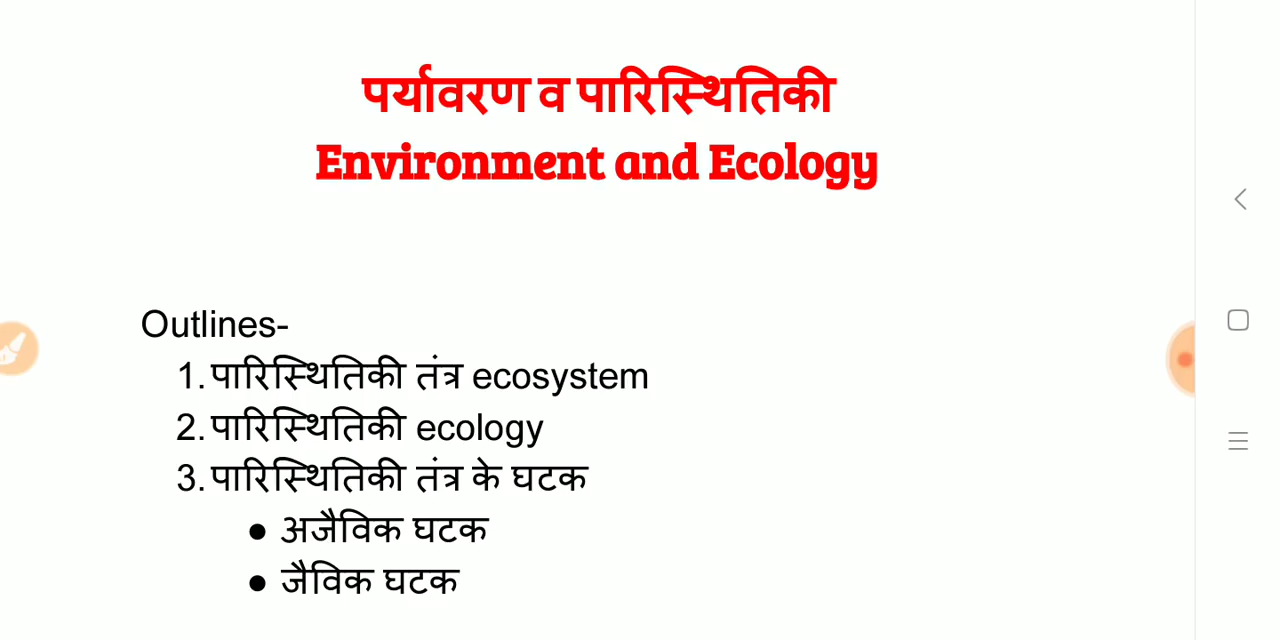 पर्यावरण व पारिस्थितिकी
Environment and Ecology
Outlines-
1. पारिस्थितिकी तंत्र ecosystem
2. पारिस्थितिकी ecology
3. पारिस्थितिकी तंत्र के घटक
● अजैविक घटक
● जैविक घटक